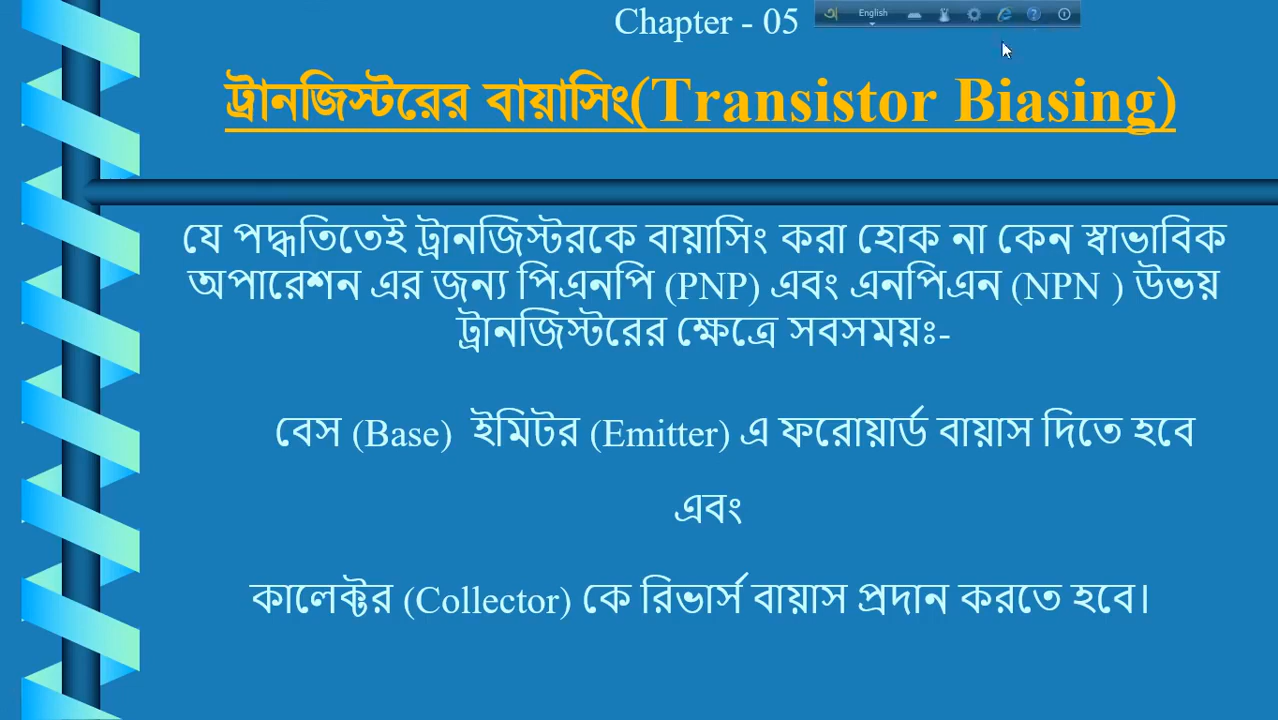 Chapter - 05
অ English
ট্রানজিস্টরের বায়াসিং(Transistor Biasing)
যে পদ্ধতিতেই ট্রানজিস্টরকে বায়াসিং করা হোক না কেন স্বাভাবিক
অপারেশন এর জন্য পিএনপি (PNP) এবং এনপিএন (NPN ) উভয়
ট্রানজিস্টরের ক্ষেত্রে সবসময়ঃ-
বেস (Base) ইমিটর (Emitter) এ ফরোয়ার্ড বায়াস দিতে হবে
এবং
কালেক্টর (Collector) কে রিভার্স বায়াস প্রদান করতে হবে।